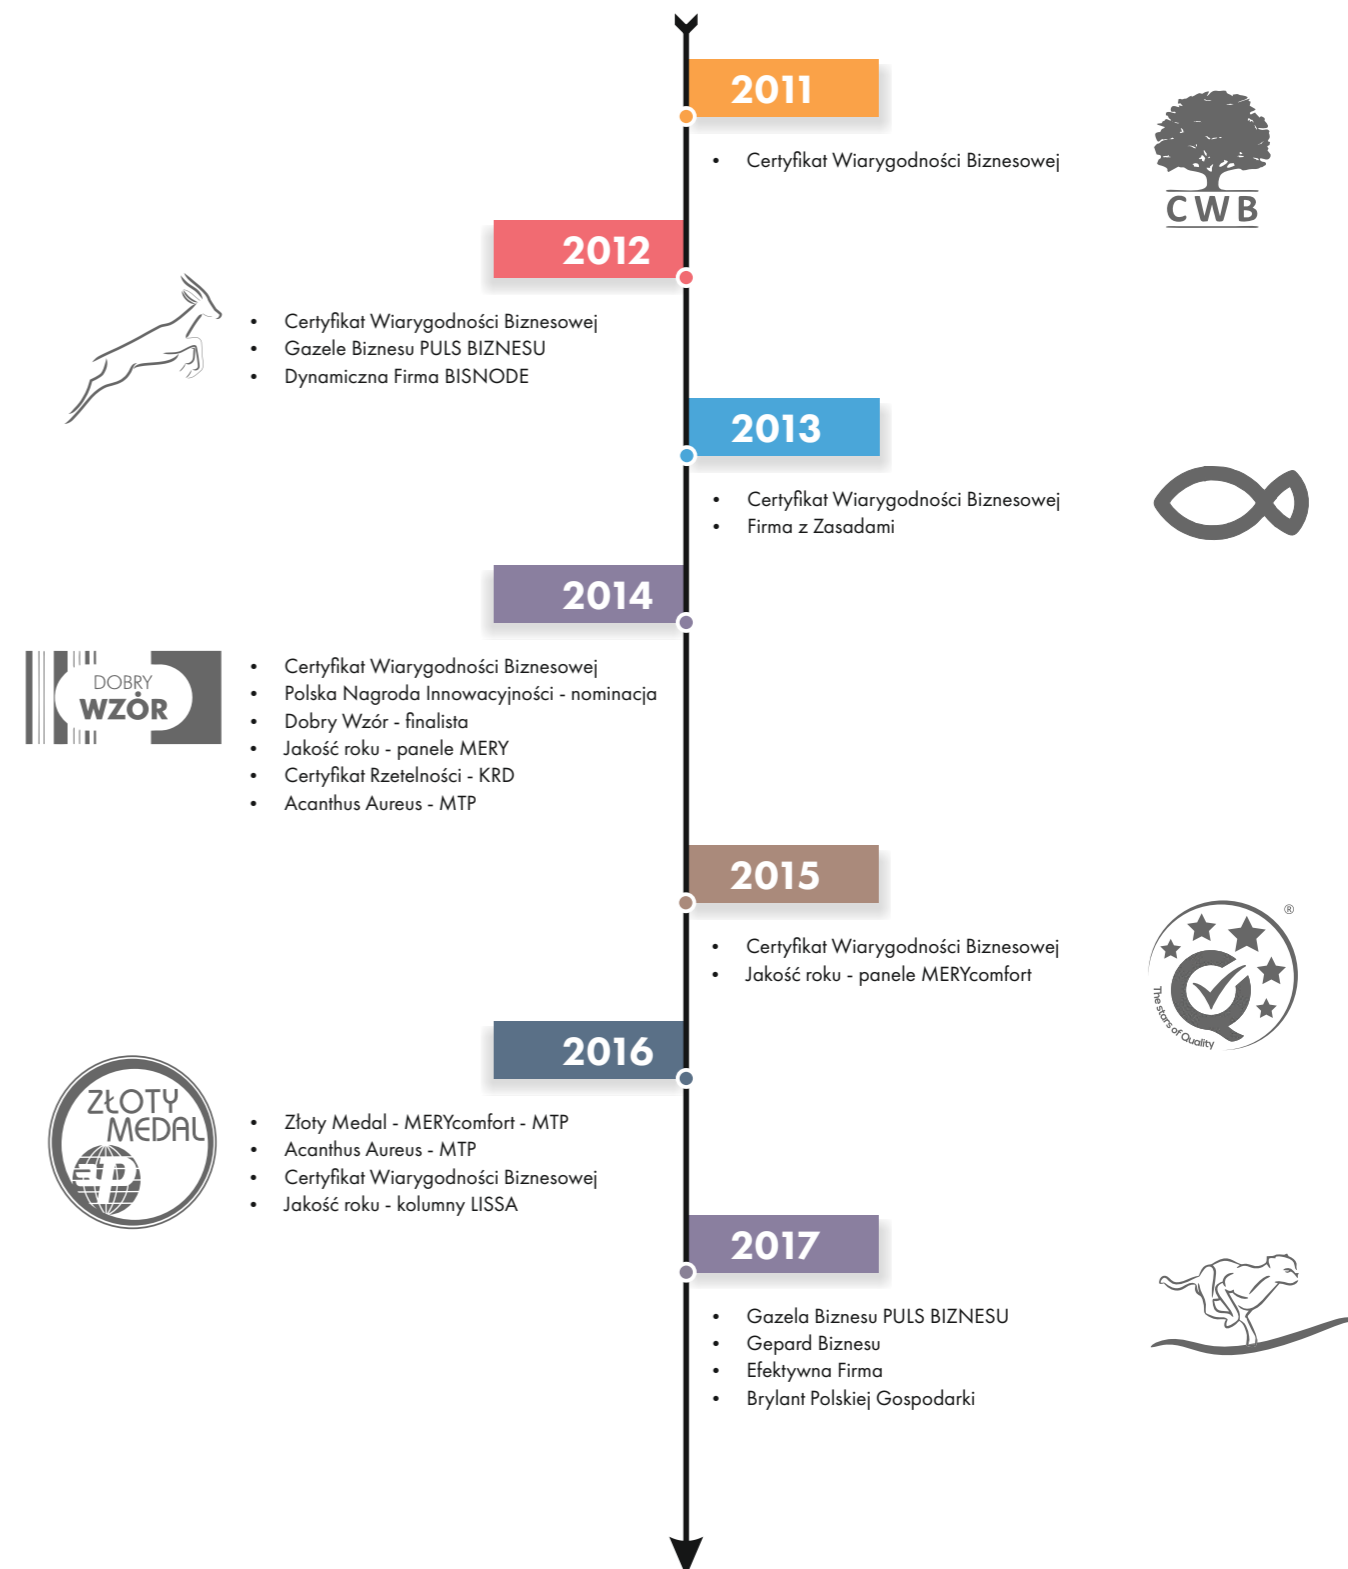 2011
• Certyfikat Wiarygodności Biznesowej
CWB
2012
• Certyfikat Wiarygodności Biznesowej
• Gazele Biznesu PULS BIZNESU
• Dynamiczna Firma BISNODE
2013
• Certyfikat Wiarygodności Biznesowej
• Firma z Zasadami
2014
DOBRY
WZÓR
• Certyfikat Wiarygodności Biznesowej
• Polska Nagroda Innowacyjności - nominacja
• Dobry Wzór - finalista
• Jakość roku - panele MERY
• Certyfikat Rzetelności - KRD
• Acanthus Aureus - MTP
2015
• Certyfikat Wiarygodności Biznesowej
• Jakość roku - panele MERYcomfort
®
The stars of Quality
2016
ZŁOTY
MEDAL
• Złoty Medal - MERYcomfort - MTP
• Acanthus Aureus - MTP
• Certyfikat Wiarygodności Biznesowej
• Jakość roku - kolumny LISSA
2017
• Gazela Biznesu PULS BIZNESU
• Gepard Biznesu
• Efektywna Firma
• Brylant Polskiej Gospodarki